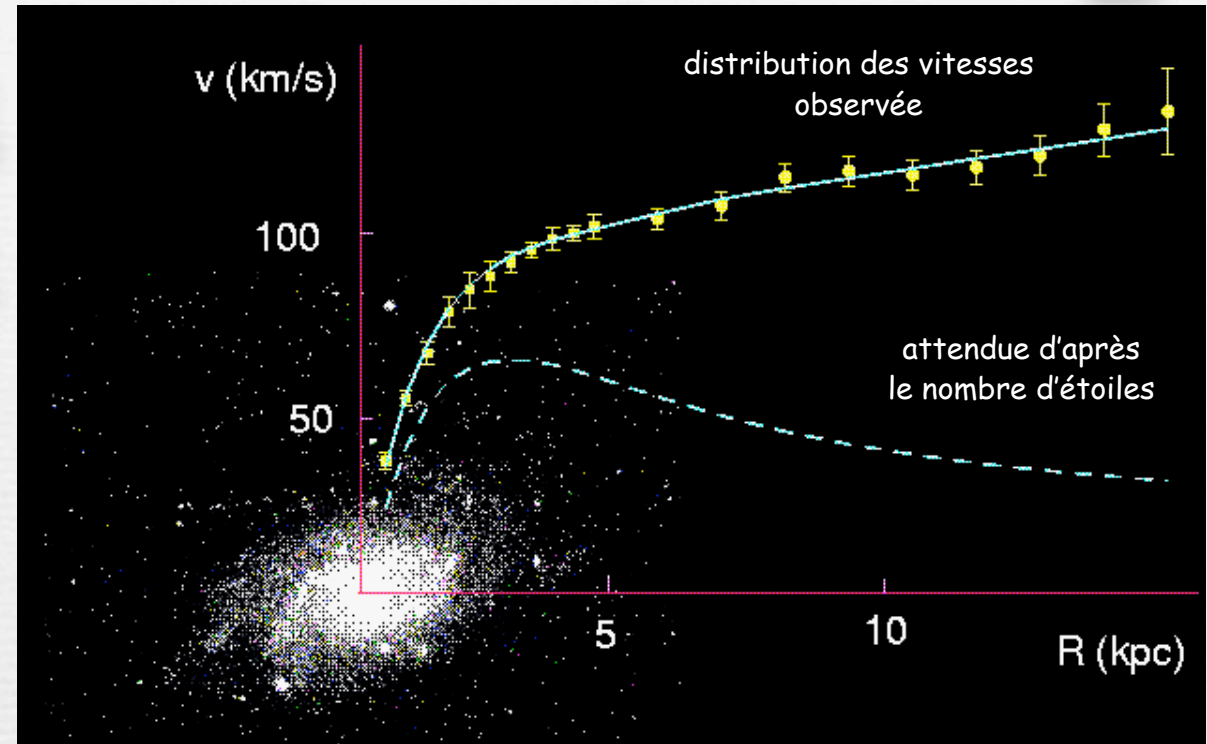 v (km/s)
distribution des vitesses
observée
100
attendue d'après
le nombre d'étoiles
50
5
10
R (kpc)